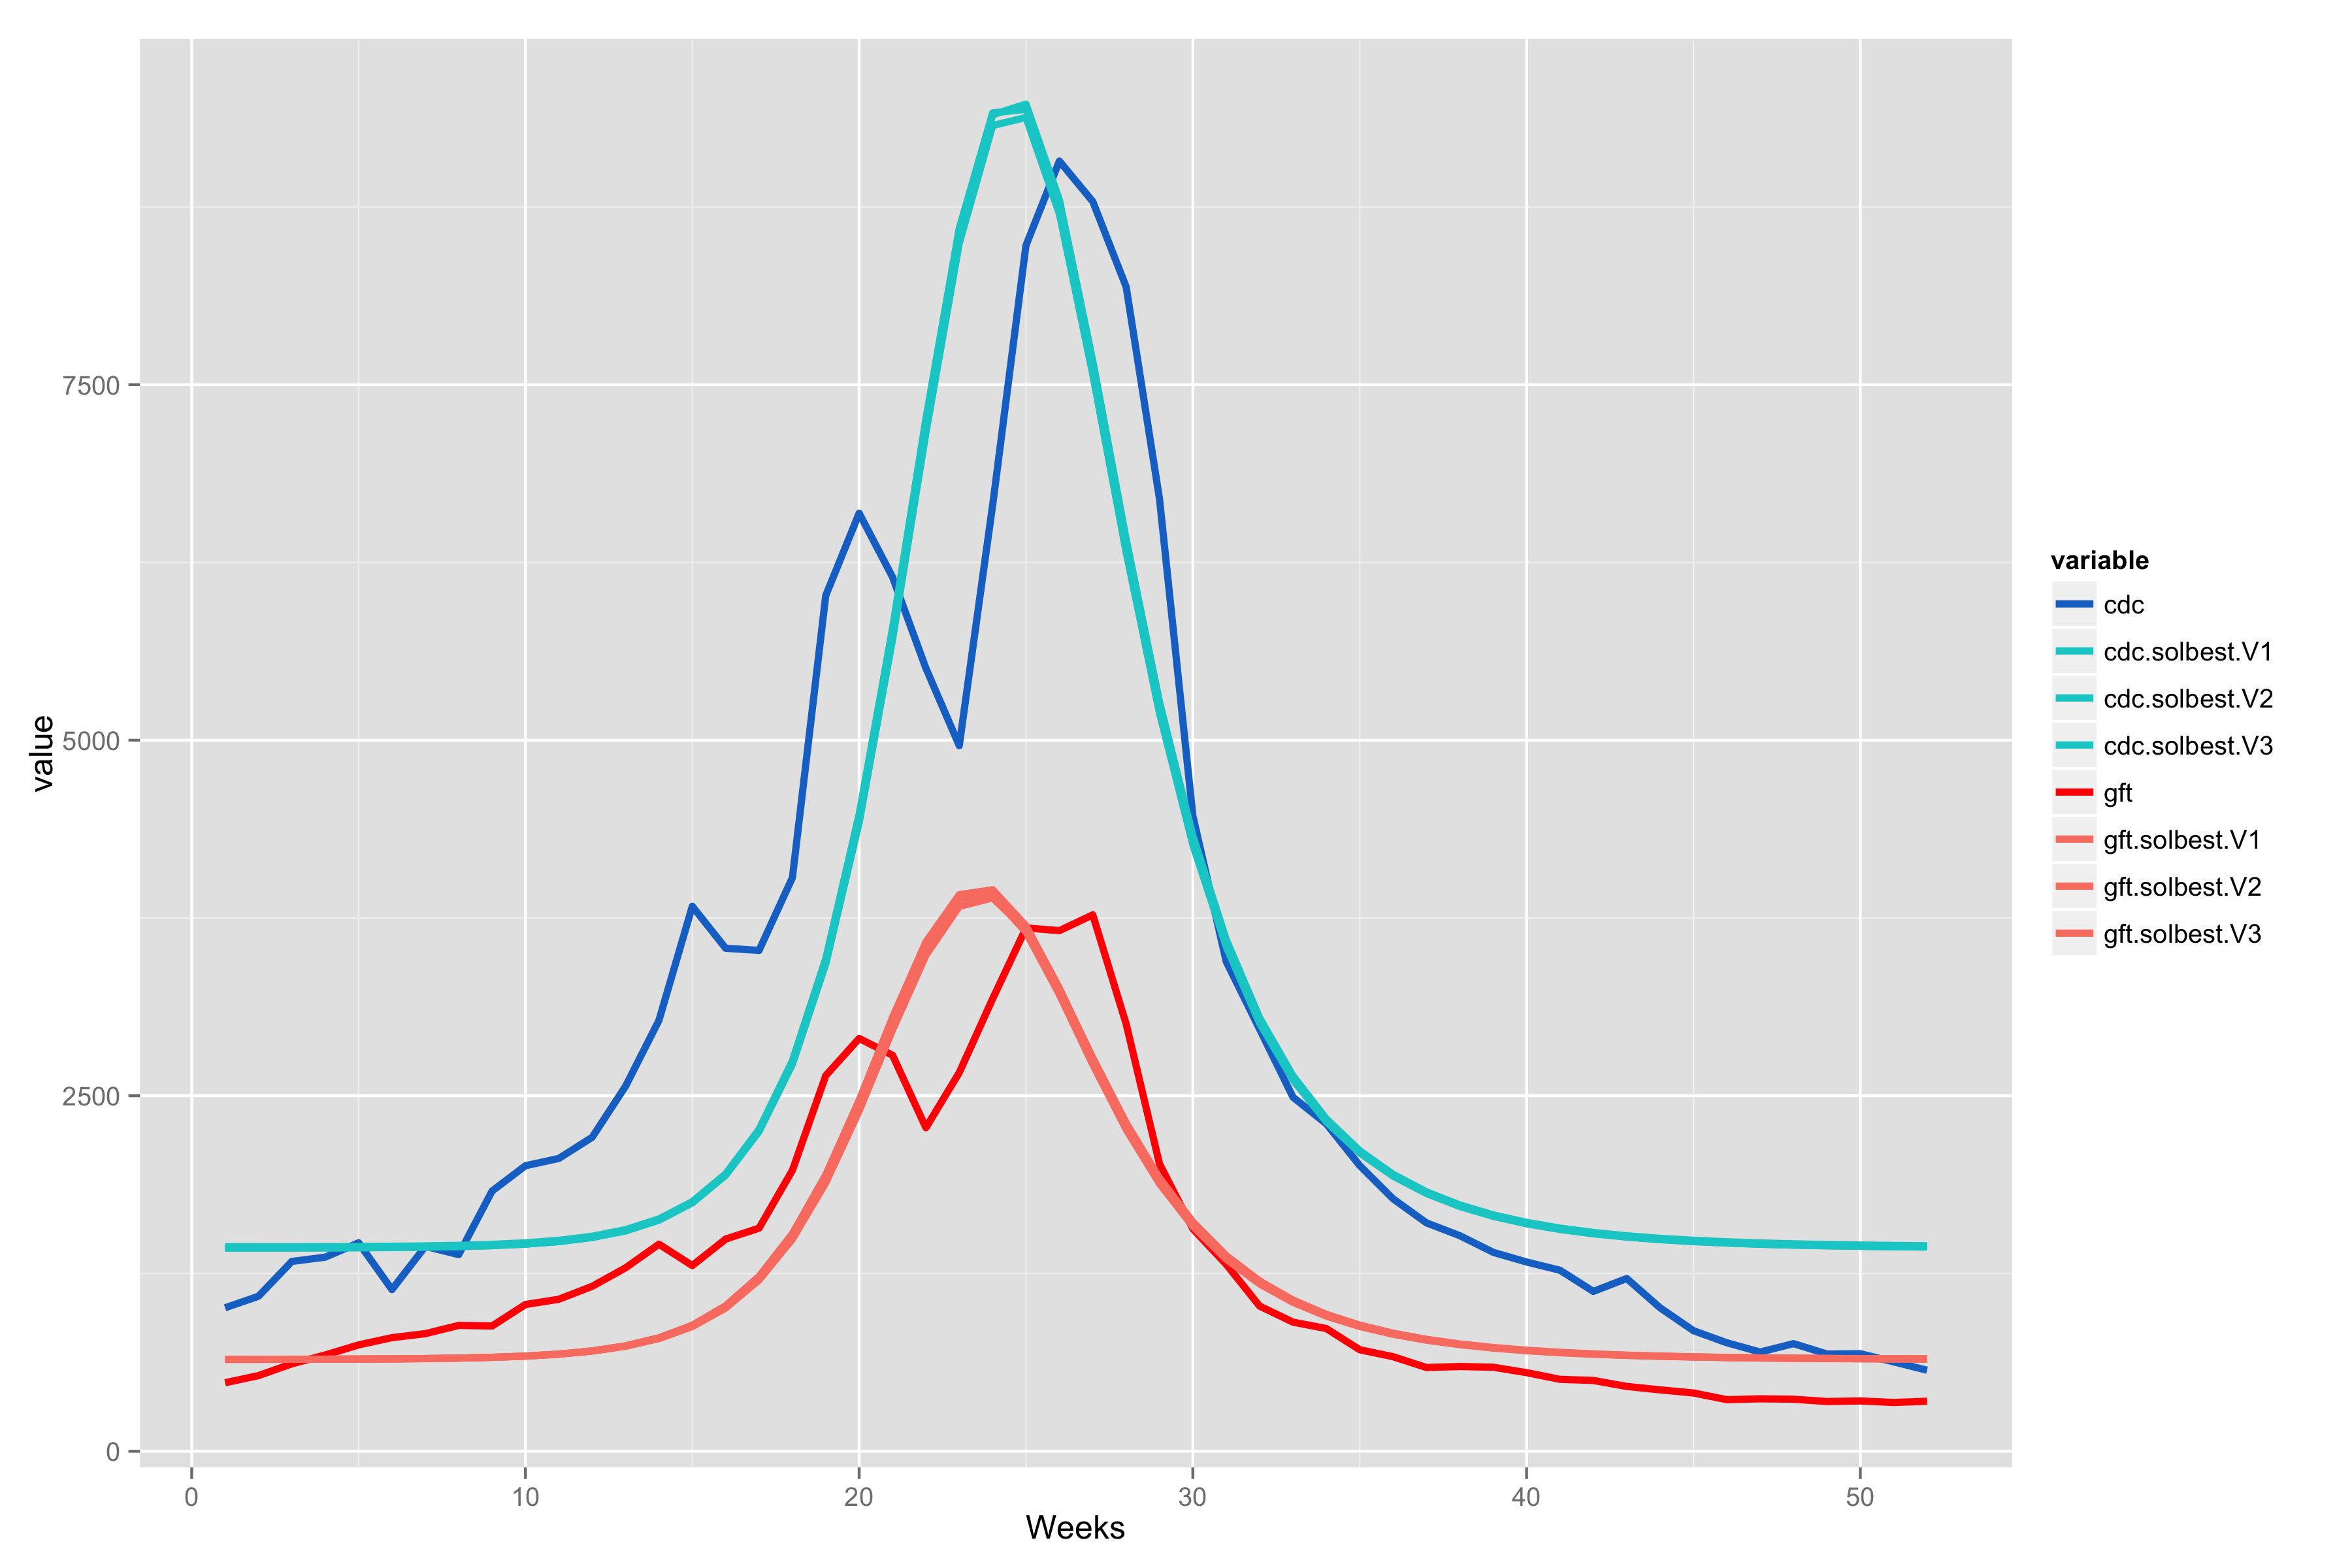 value
7500
5000
2500
0
0 10 20 30 40 50
Weeks
variable
cdc
cdc.solbest.V1
cdc.solbest.V2
cdc.solbest.V3
gft
gft.solbest.V1
gft.solbest.V2
gft.solbest.V3